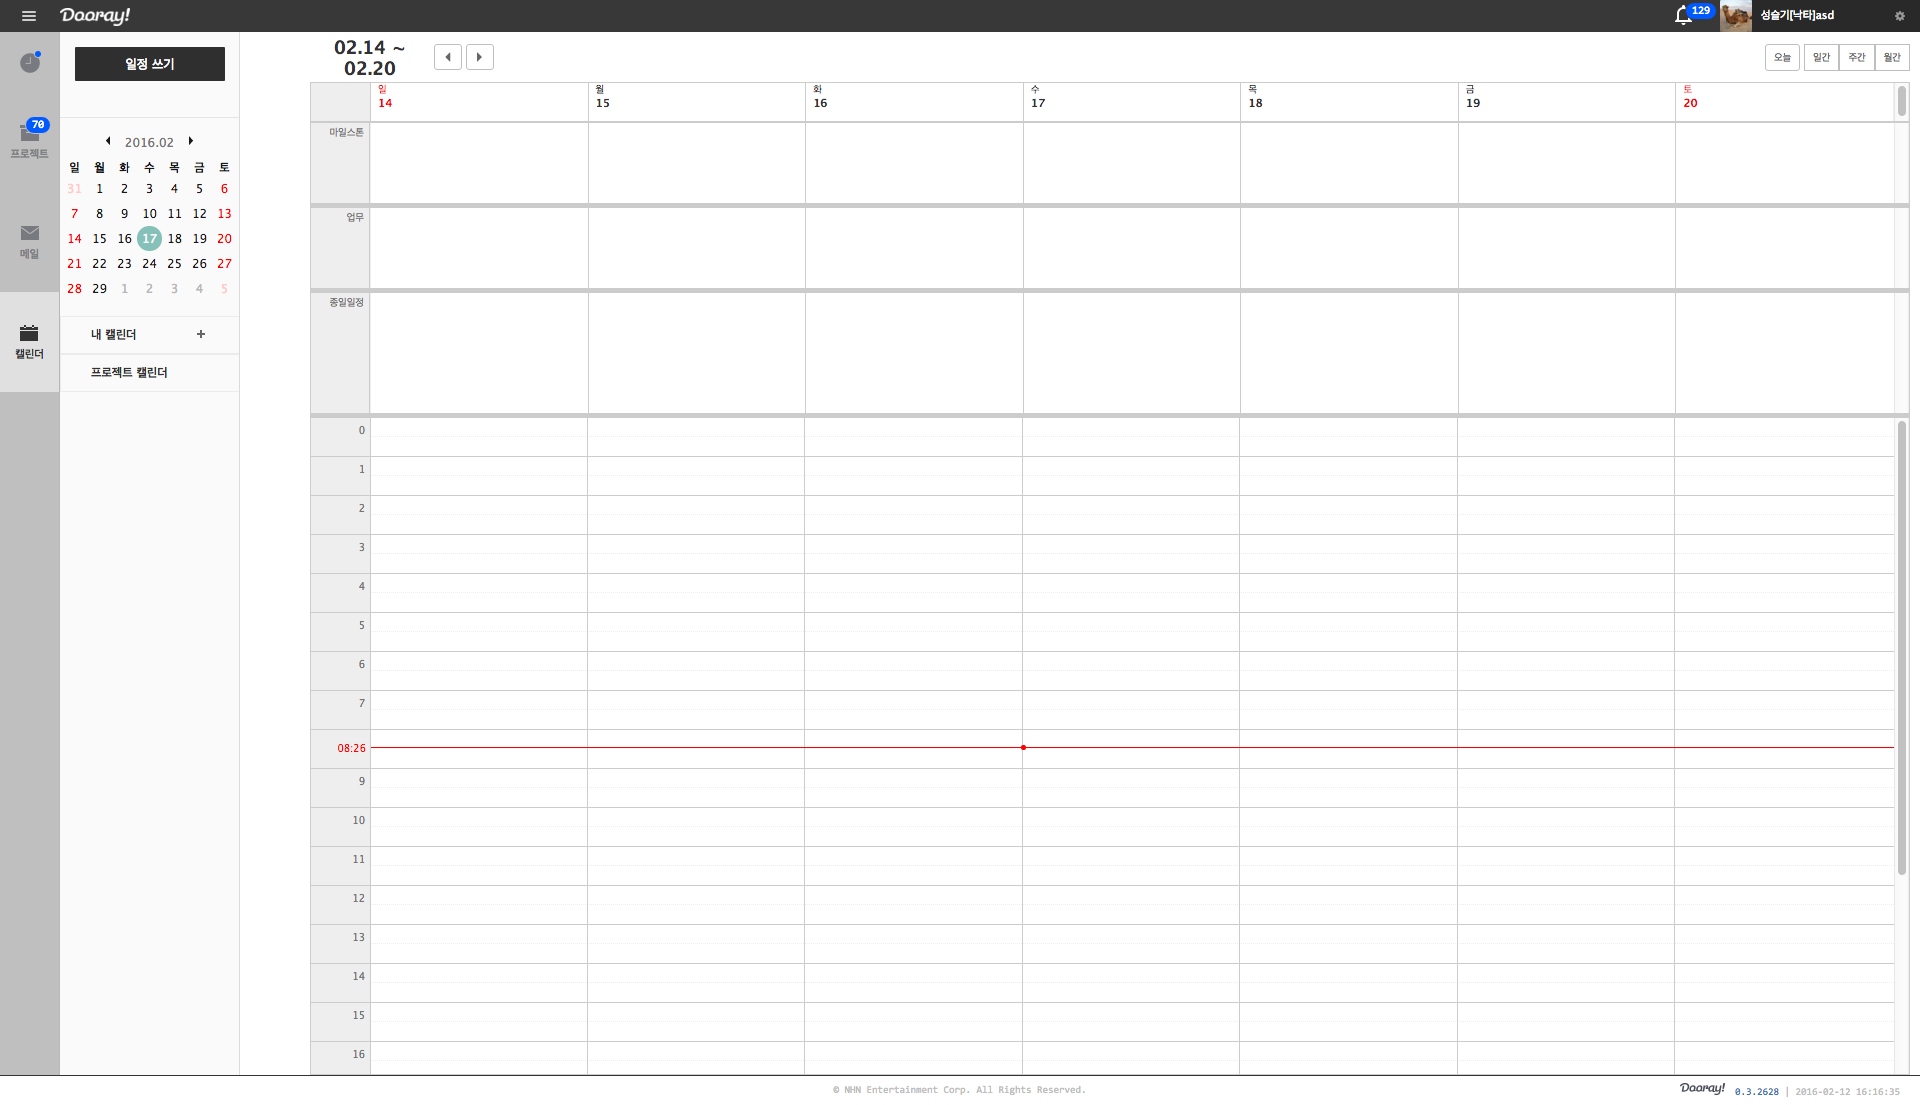 Dooray!
129
성슬기[낙타]asd
일정 쓰기
70
프로젝트
메일
캘린더
2016.02
일 월 화 수 목 금 토
31 1 2 3 4 5 6
7 8 9 10 11 12 13
14 15 16 17 18 19 20
21 22 23 24 25 26 27
28 29 1 2 3 4 5
내 캘린더 +
프로젝트 캘린더
02.14 ~
02.20
오늘 일간 주간 월간
일 월 화 수 목 금 토
14 15 16 17 18 19 20
마일스톤
업무
종일일정
0
1
2
3
4
5
6
7
08:26
9
10
11
12
13
14
15
16
© NHN Entertainment Corp. All Rights Reserved.
Dooray! 0.3.2628 | 2016-02-12 16:16:35